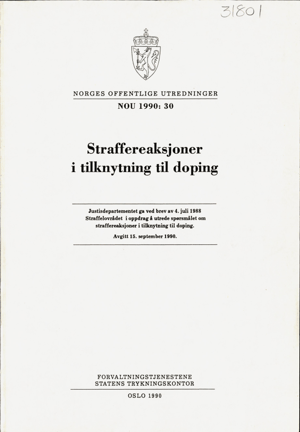 31801
NORGES OFFENTLIGE UTREDNINGER
NOU 1990: 30
Straffereaksjoner
i tilknytning til doping
Justisdepartementet ga ved brev av 4. juli 1988
Straffelovrådet i oppdrag å utrede spørsmålet om
straffereaksjoner i tilknytning til doping.
Avgitt 15. september 1990.
FORVALTNINGSTJENESTENE
STATENS TRYKNINGSKONTOR
OSLO 1990